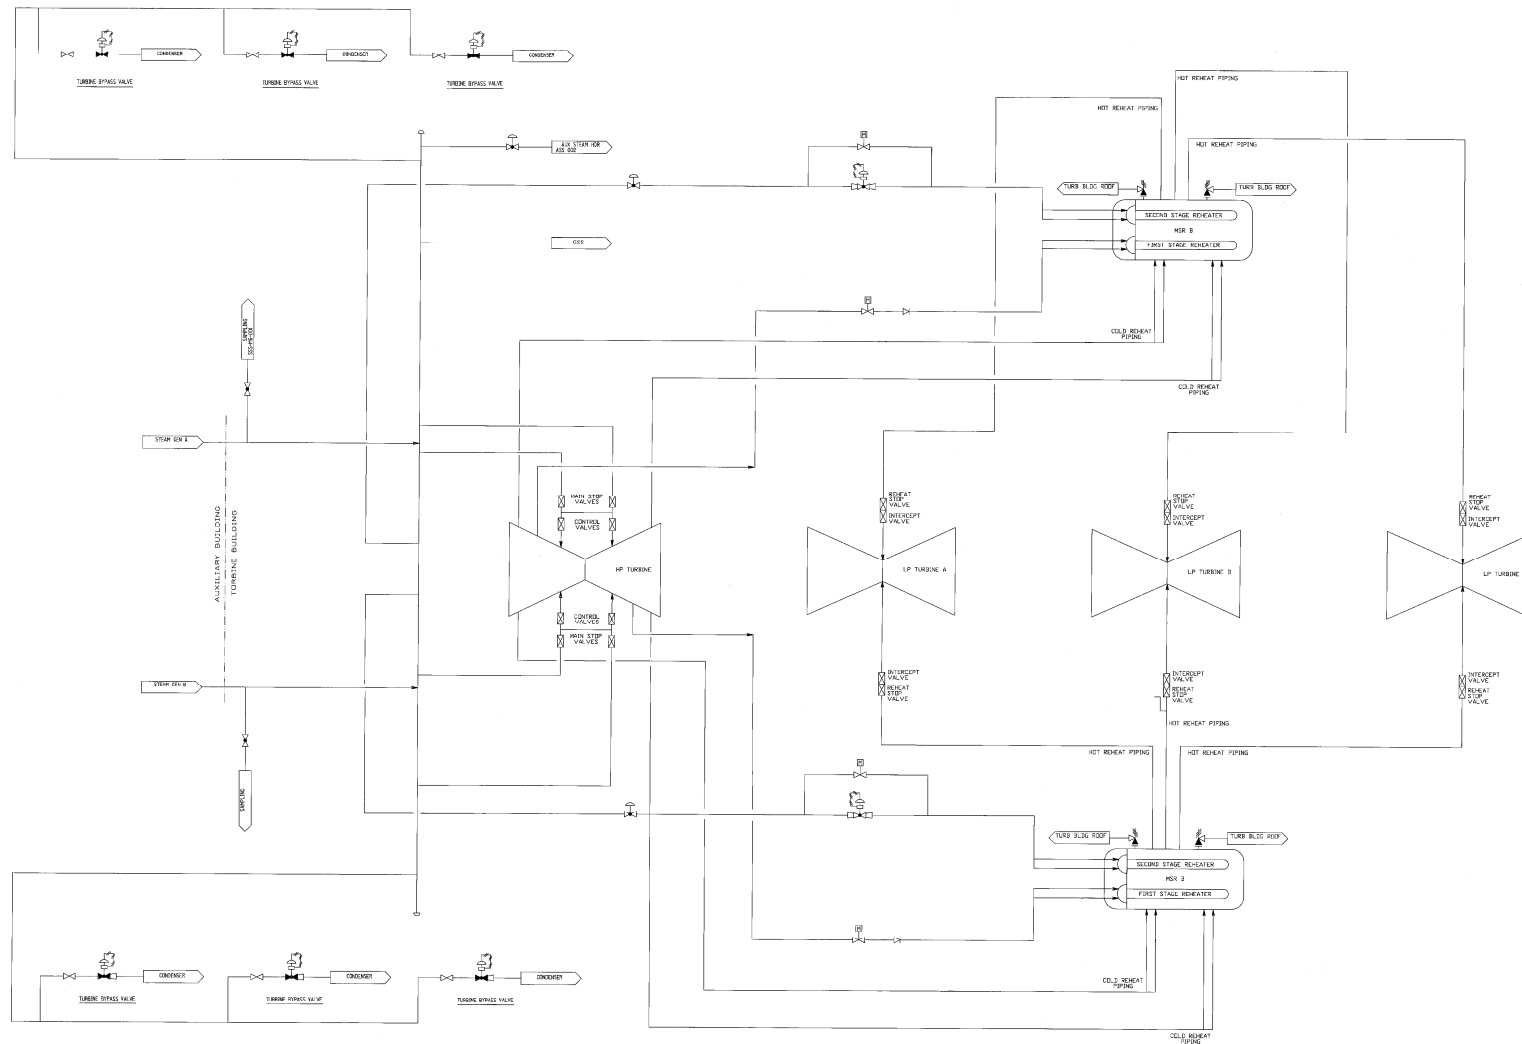 CONDENSER
CONDENSER
CONDENSER
TURBINE BYPASS VALVE
TURBINE BYPASS VALVE
TURBINE BYPASS VALVE
HOT REHEAT PIPING
HOT REHEAT PIPING
HOT REHEAT PIPING
M
AUX STEAM HDR
ASS 002
TURB BLDG ROOF
TURB BLDG ROOF
SECOND STAGE REHEATER
MSR B
FIRST STAGE REHEATER
GSS
M
SAMPLING
COLD REHEAT
PIPING
COLD REHEAT
PIPING
STEAM GEN A
AUXILIARY BUILDING
TURBINE BUILDING
MAIN STOP
VALVES
CONTROL
VALVES
HP TURBINE
CONTROL
VALVES
MAIN STOP
VALVES
REHEAT
STOP
VALVE
INTERCEPT
VALVE
LP TURBINE A
INTERCEPT
VALVE
REHEAT
STOP
VALVE
REHEAT
STOP
VALVE
INTERCEPT
VALVE
LP TURBINE B
INTERCEPT
VALVE
REHEAT
STOP
VALVE
REHEAT
STOP
VALVE
INTERCEPT
VALVE
LP TURBINE
INTERCEPT
VALVE
REHEAT
STOP
VALVE
STEAM GEN B
SAMPLING
HOT REHEAT PIPING
HOT REHEAT PIPING
HOT REHEAT PIPING
M
TURB BLDG ROOF
TURB BLDG ROOF
SECOND STAGE REHEATER
MSR
FIRST STAGE REHEATER
M
COLD REHEAT
PIPING
COLD REHEAT
PIPING
CONDENSER
CONDENSER
CONDENSER
TURBINE BYPASS VALVE
TURBINE BYPASS VALVE
TURBINE BYPASS VALVE